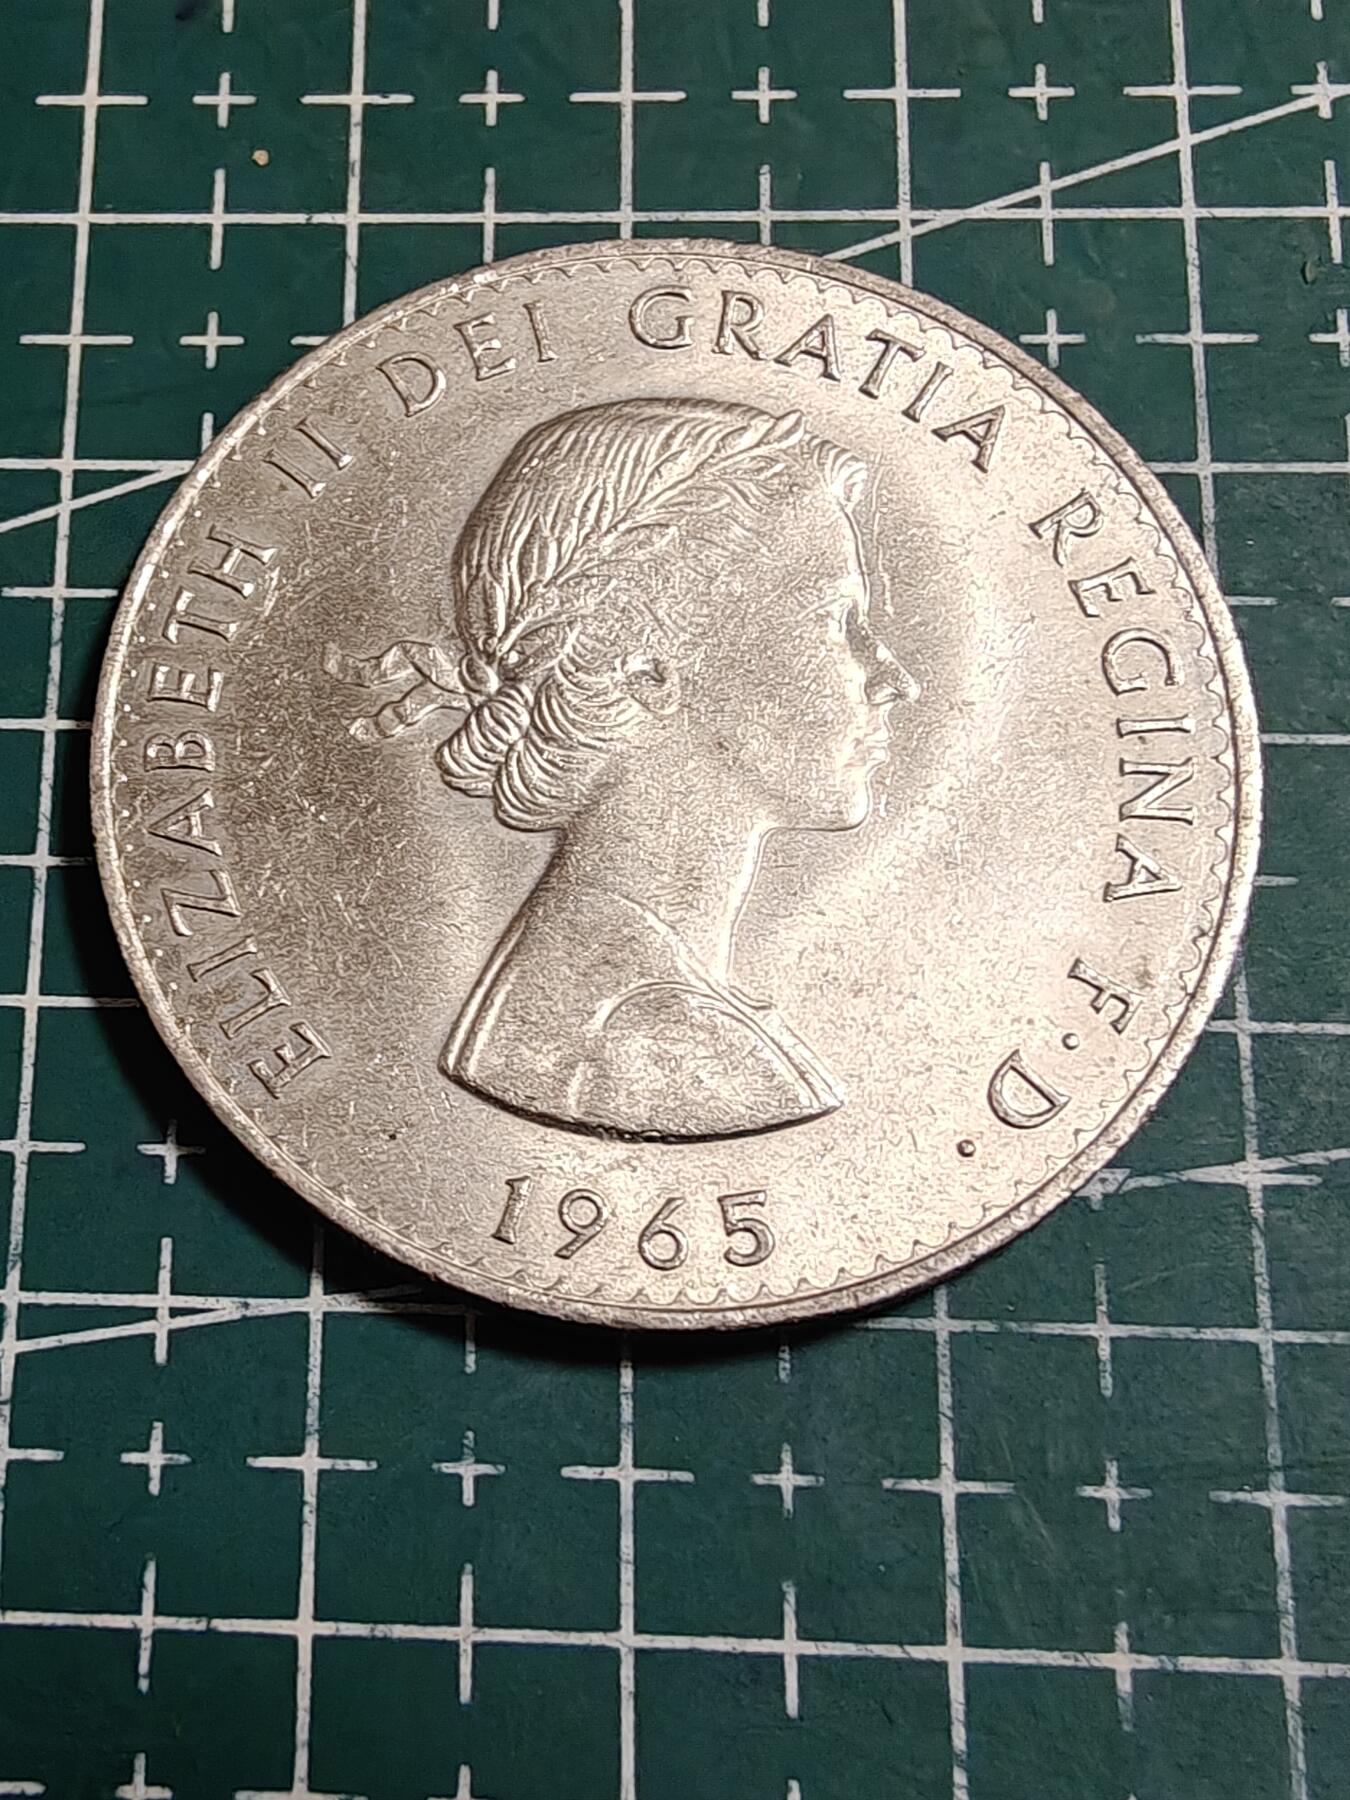 ELIZABETH II DEI GRATIA REGINA F·D·
1965